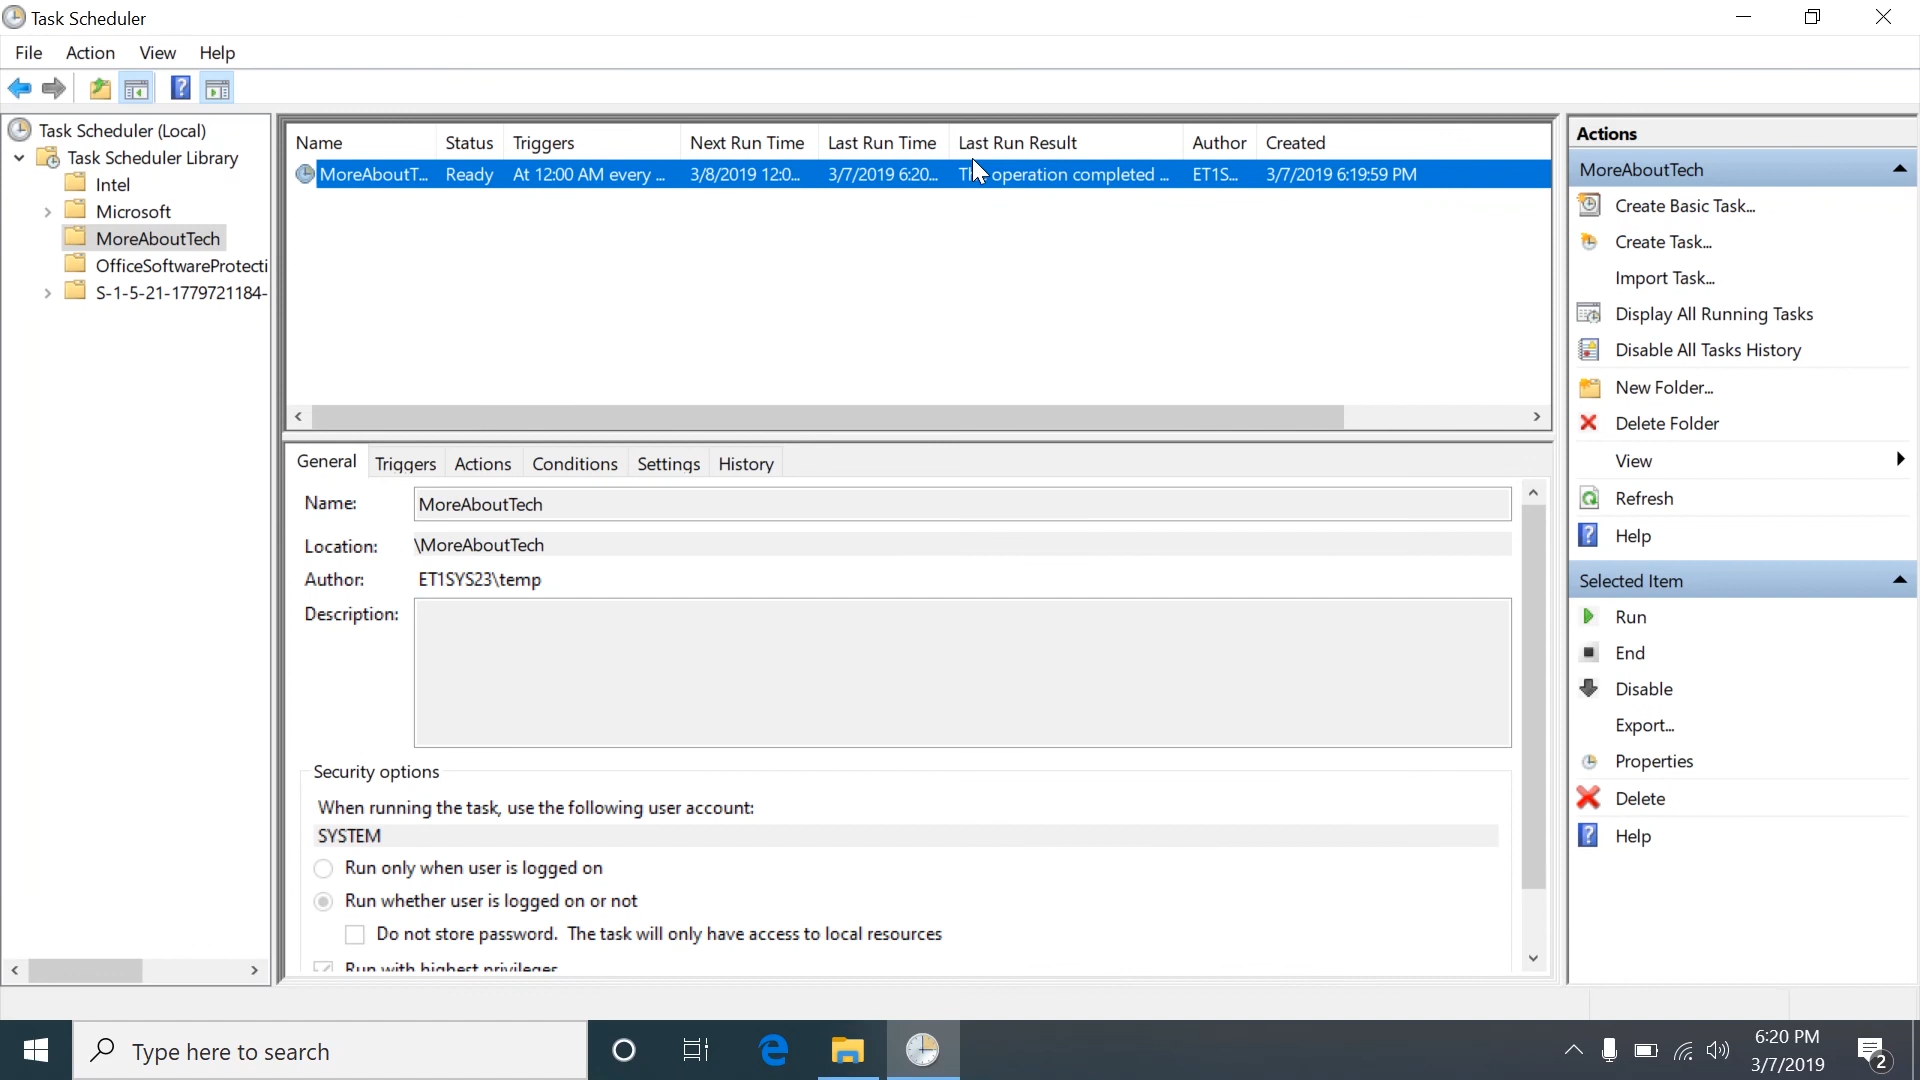 Task Scheduler
File Action View Help
Task Scheduler (Local)
Task Scheduler Library
Intel
Microsoft
MoreAboutTech
OfficeSoftwareProtecti
S-1-5-21-1779721184-
Name Status Triggers Next Run Time Last Run Time Last Run Result Author Created
MoreAboutT... Ready At 12:00 AM every ... 3/8/2019 12:0... 3/7/2019 6:20... operation completed ... ET1S... 3/7/2019 6:19:59 PM
General Triggers Actions Conditions Settings History
Name: MoreAboutTech
Location: \MoreAboutTech
Author: ET1SYS23\temp
Description:
Security options
When running the task, use the following user account:
SYSTEM
Run only when user is logged on
Run whether user is logged on or not
Do not store password. The task will only have access to local resources
Run with highest privileges
Actions
MoreAboutTech
Create Basic Task...
Create Task...
Import Task...
Display All Running Tasks
Disable All Tasks History
New Folder...
Delete Folder
View
Refresh
Help
Selected Item
Run
End
Disable
Export...
Properties
Delete
Help
Type here to search
6:20 PM
3/7/2019
2